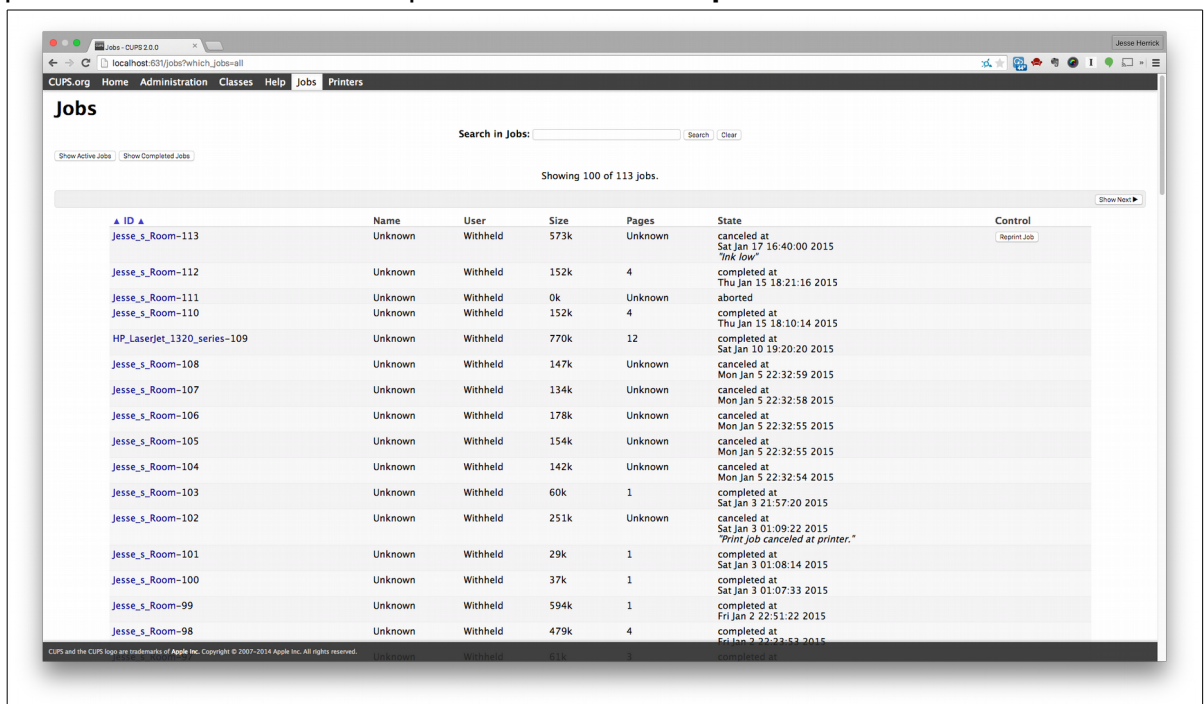 Jobs - CUPS 2.0.0
Jesse Herrick
localhost:631/jobs?which_jobs=all
CUPS.org Home Administration Classes Help Jobs Printers
Jobs
Search in Jobs: Search Clear
Show Active Jobs Show Completed Jobs
Showing 100 of 113 jobs.
Show Next ▶
▲ ID ▲ Name User Size Pages State Control
Jesse_s_Room-113 Unknown Withheld 573k Unknown canceled at Reprint Job
Sat Jan 17 16:40:00 2015
"Ink low"
Jesse_s_Room-112 Unknown Withheld 152k 4 completed at
Thu Jan 15 18:21:16 2015
Jesse_s_Room-111 Unknown Withheld 0k Unknown aborted
Jesse_s_Room-110 Unknown Withheld 152k 4 completed at
Thu Jan 15 18:10:14 2015
HP_LaserJet_1320_series-109 Unknown Withheld 770k 12 completed at
Sat Jan 10 19:20:20 2015
Jesse_s_Room-108 Unknown Withheld 147k Unknown canceled at
Mon Jan 5 22:32:59 2015
Jesse_s_Room-107 Unknown Withheld 134k Unknown canceled at
Mon Jan 5 22:32:58 2015
Jesse_s_Room-106 Unknown Withheld 178k Unknown canceled at
Mon Jan 5 22:32:55 2015
Jesse_s_Room-105 Unknown Withheld 154k Unknown canceled at
Mon Jan 5 22:32:55 2015
Jesse_s_Room-104 Unknown Withheld 142k Unknown canceled at
Mon Jan 5 22:32:54 2015
Jesse_s_Room-103 Unknown Withheld 60k 1 completed at
Sat Jan 3 21:57:20 2015
Jesse_s_Room-102 Unknown Withheld 251k Unknown canceled at
Sat Jan 3 01:09:22 2015
"Print job canceled at printer."
Jesse_s_Room-101 Unknown Withheld 29k 1 completed at
Sat Jan 3 01:08:14 2015
Jesse_s_Room-100 Unknown Withheld 37k 1 completed at
Sat Jan 3 01:07:33 2015
Jesse_s_Room-99 Unknown Withheld 594k 1 completed at
Fri Jan 2 22:51:22 2015
Jesse_s_Room-98 Unknown Withheld 479k 4 completed at
Fri Jan 2 22:23:53 2015
Unknown Withheld 61k 3 completed at
CUPS and the CUPS logo are trademarks of Apple Inc. Copyright © 2007-2014 Apple Inc. All rights reserved.